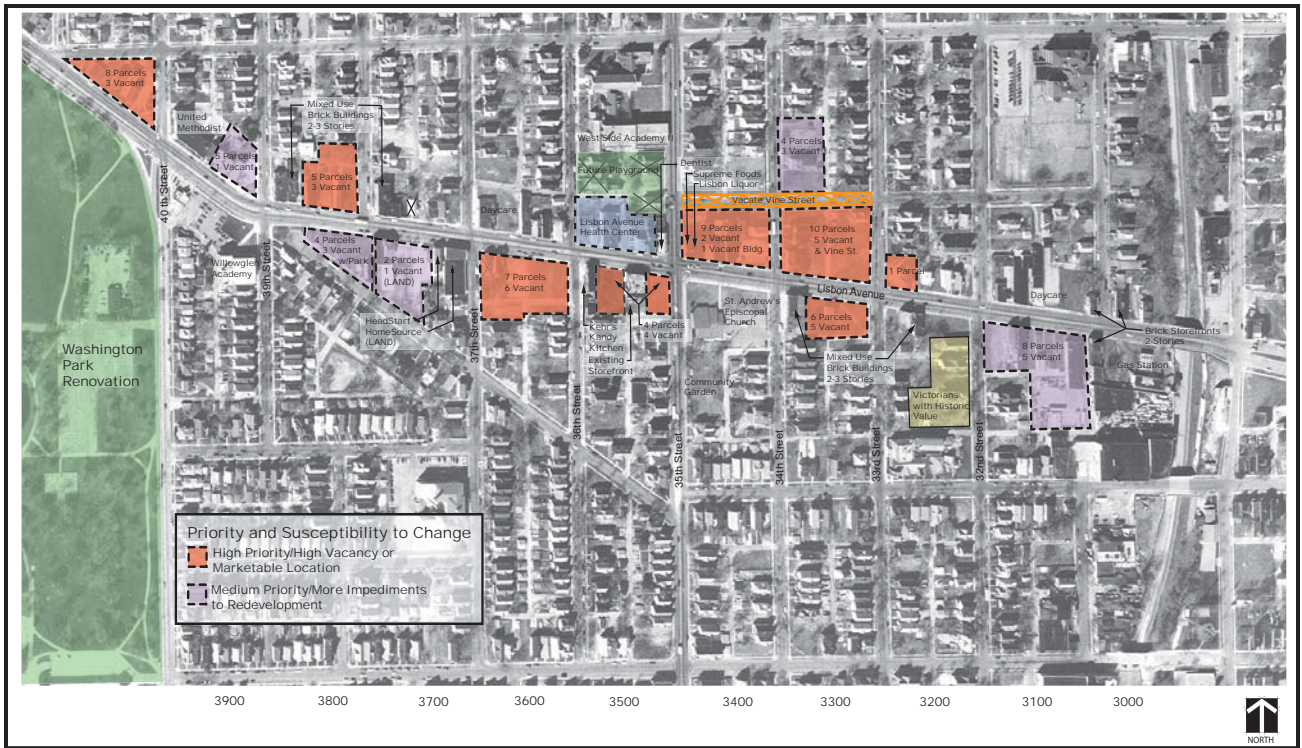 8 Parcels
3 Vacant
United
Methodist
5 Parcels
1 Vacant
Mixed Use
Brick Buildings
2-3 Stories
5 Parcels
3 Vacant
40 th Street
39th Street
Willowglen
Academy
4 Parcels
3 Vacant
w/Park
2 Parcels
1 Vacant
(LAND)
HeadStart
HomeSource
(LAND)
X
Daycare
37th Street
7 Parcels
6 Vacant
West Side Academy II
Future Playground
Lisbon Avenue
Health Center
Dentist
Supreme Foods
Lisbon Liquor
Kehr's
Kandy
Kitchen
Existing
Storefront
4 Parcels
4 Vacant
36th Street
35th Street
4 Parcels
3 Vacant
Vacate Vine Street
9 Parcels
2 Vacant
1 Vacant Bldg.
10 Parcels
5 Vacant
& Vine St.
1 Parcel
Lisbon Avenue
St. Andrew's
Episcopal
Church
Community
Garden
6 Parcels
5 Vacant
Mixed Use
Brick Buildings
2-3 Stories
34th Street
33rd Street
Victorians
with Historic
Value
32nd Street
Daycare
8 Parcels
5 Vacant
Brick Storefronts
2 Stories
Gas Station
Washington
Park
Renovation
Priority and Susceptibility to Change
High Priority/High Vacancy or
Marketable Location
Medium Priority/More Impediments
to Redevelopment
3900
3800
3700
3600
3500
3400
3300
3200
3100
3000
NORTH